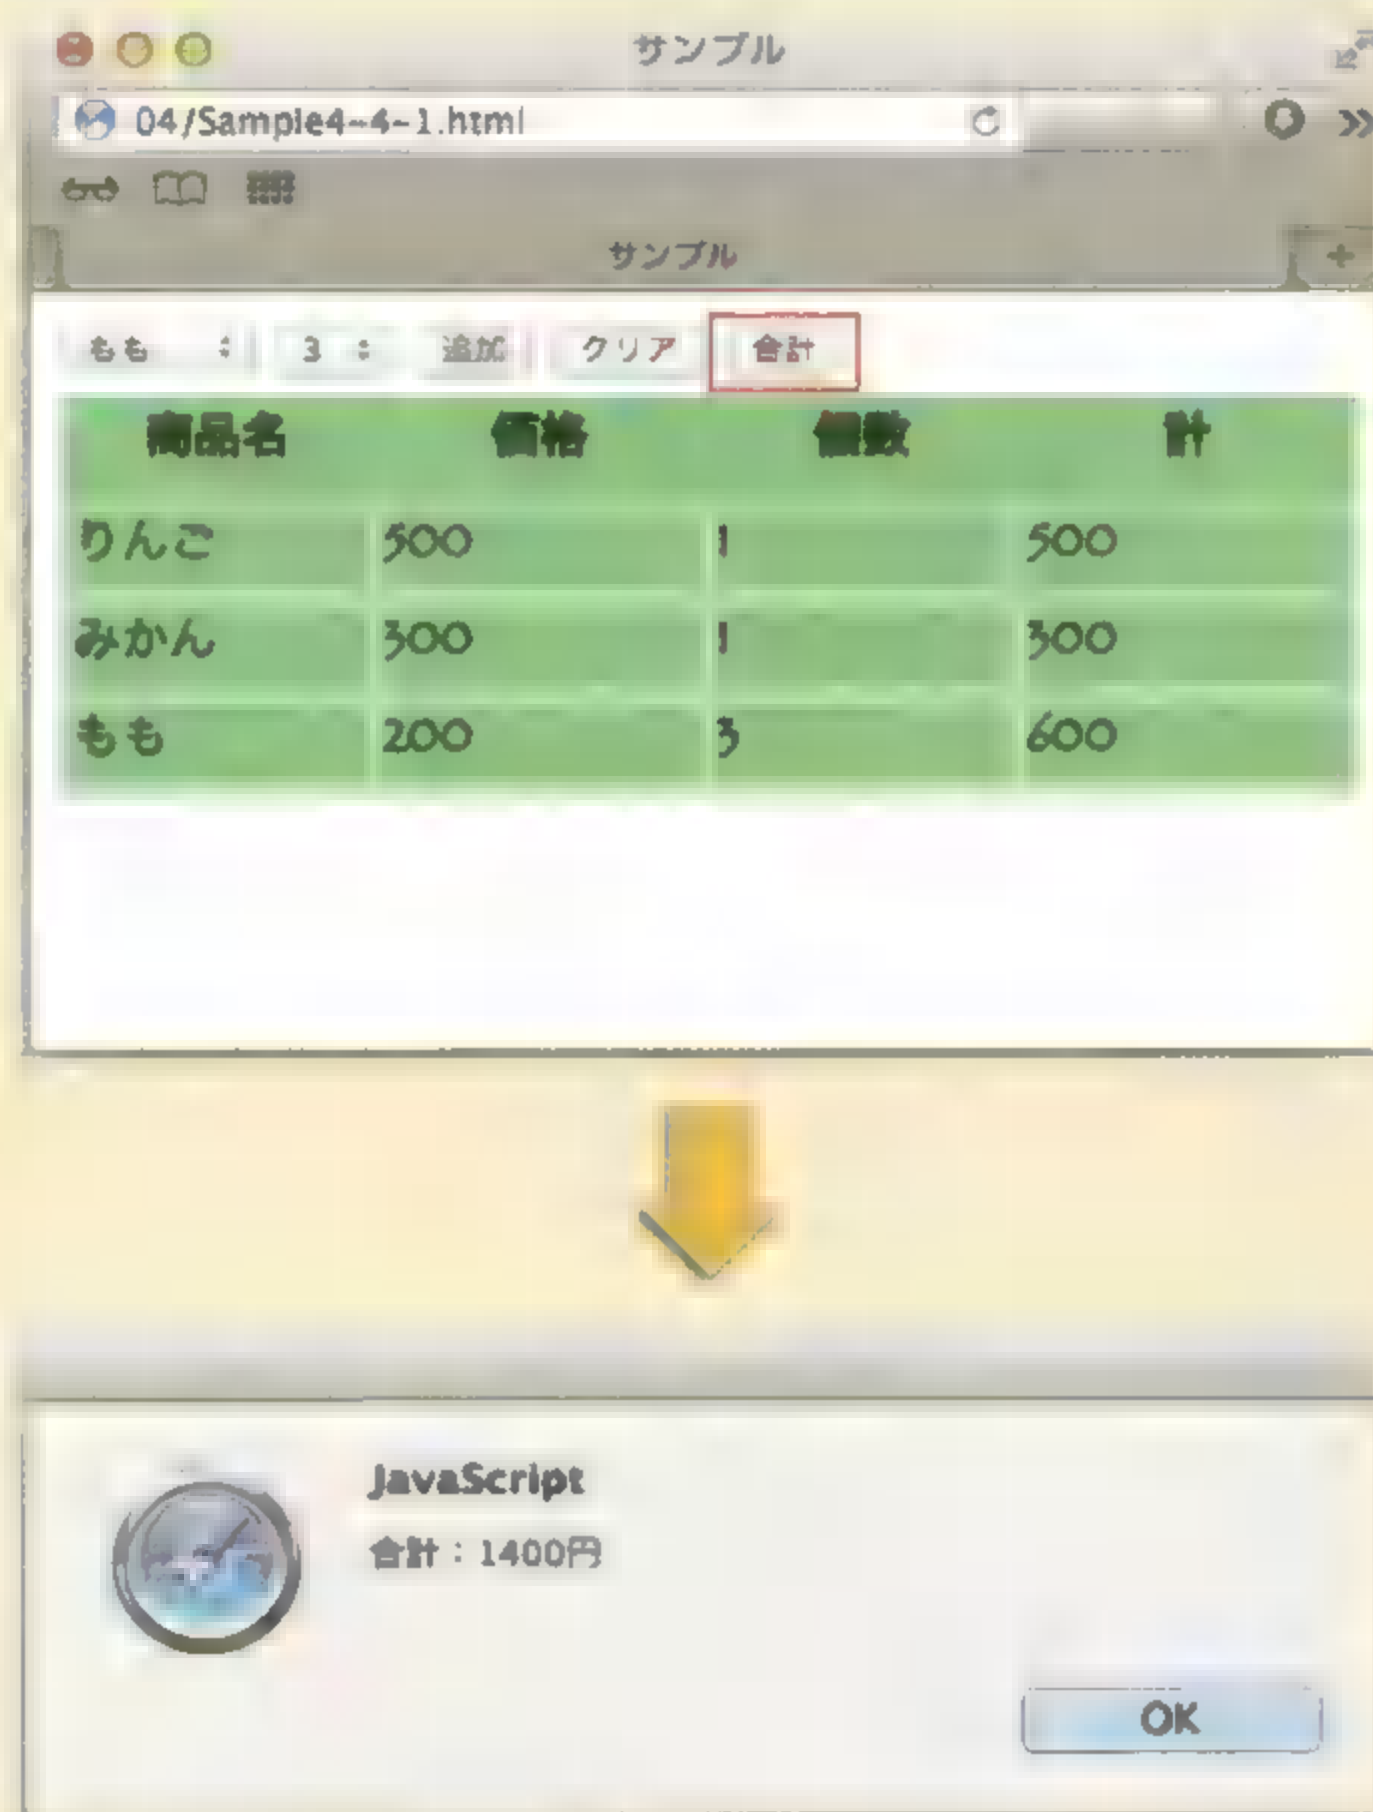 サンプル
04/Sample4-4-1.html
サンプル
もも 3 追加 クリア 合計
商品名 価格 個数 計
りんご 500 1 500
みかん 300 1 300
もも 200 3 600
JavaScript
合計：1400円
OK